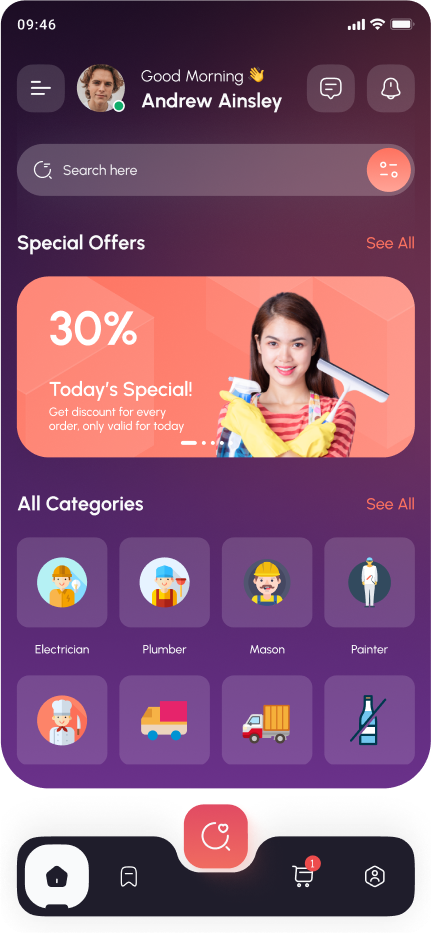 09:46
Good Morning 👋
Andrew Ainsley
Search here
Special Offers
See All
30%
Today's Special!
Get discount for every
order, only valid for today
All Categories
See All
Electrician
Plumber
Mason
Painter
1